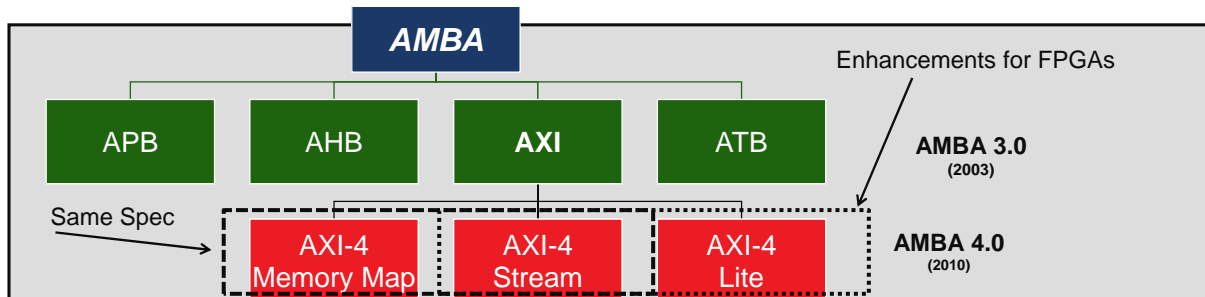 AMBA
Enhancements for FPGAs
APB
AHB
AXI
ATB
AMBA 3.0
(2003)
Same Spec
AXI-4
Memory Map
AXI-4
Stream
AXI-4
Lite
AMBA 4.0
(2010)